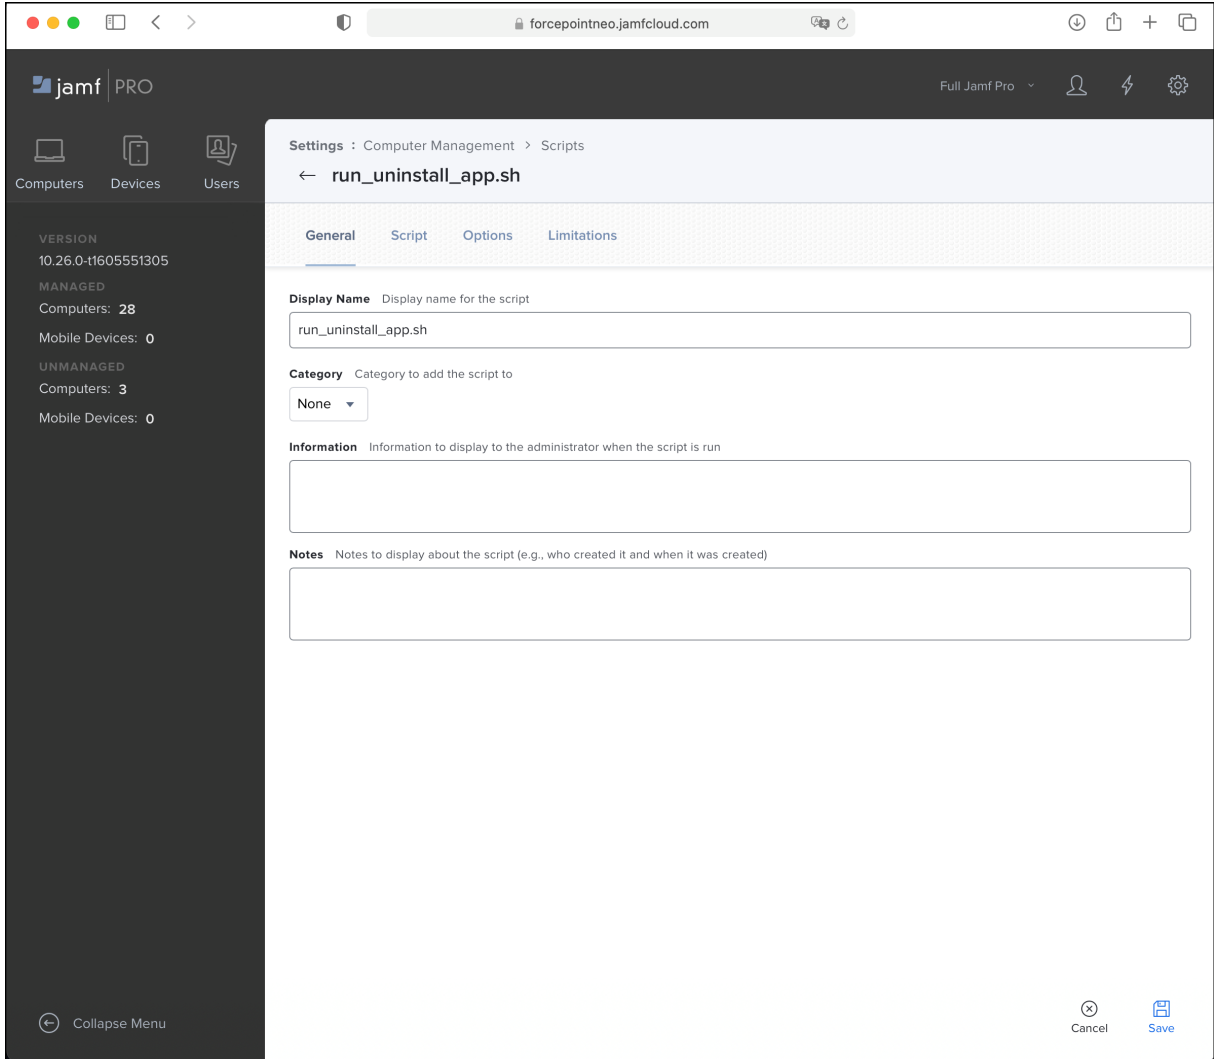 forcepointneo.jamfcloud.com
jamf PRO
Full Jamf Pro
Computers Devices Users
VERSION
10.26.0-t1605551305
MANAGED
Computers: 28
Mobile Devices: 0
UNMANAGED
Computers: 3
Mobile Devices: 0
Collapse Menu
Settings : Computer Management > Scripts
← run_uninstall_app.sh
General Script Options Limitations
Display Name Display name for the script
run_uninstall_app.sh
Category Category to add the script to
None
Information Information to display to the administrator when the script is run
Notes Notes to display about the script (e.g., who created it and when it was created)
Cancel Save